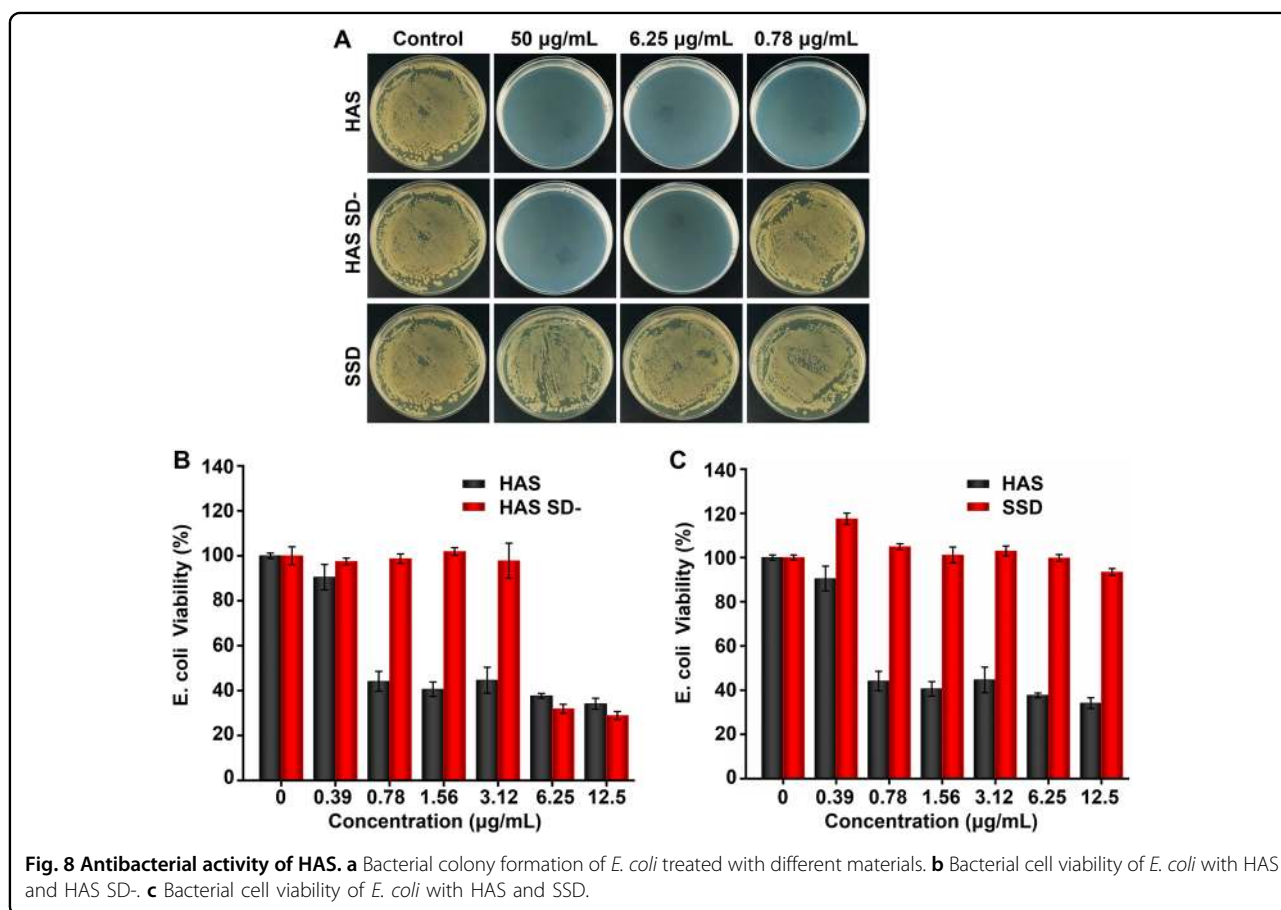 A
Control 50 µg/mL 6.25 µg/mL 0.78 µg/mL
HAS
HAS SD-
SSD
B
140
120
100
80
60
40
20
0
E. coli Viability (%)
HAS
HAS SD-
0 0.39 0.78 1.56 3.12 6.25 12.5
Concentration (µg/mL)
C
140
120
100
80
60
40
20
0
E. coli Viability (%)
HAS
SSD
0 0.39 0.78 1.56 3.12 6.25 12.5
Concentration (µg/mL)
Fig. 8 Antibacterial activity of HAS. a Bacterial colony formation of E. coli treated with different materials. b Bacterial cell viability of E. coli with HAS
and HAS SD-. c Bacterial cell viability of E. coli with HAS and SSD.